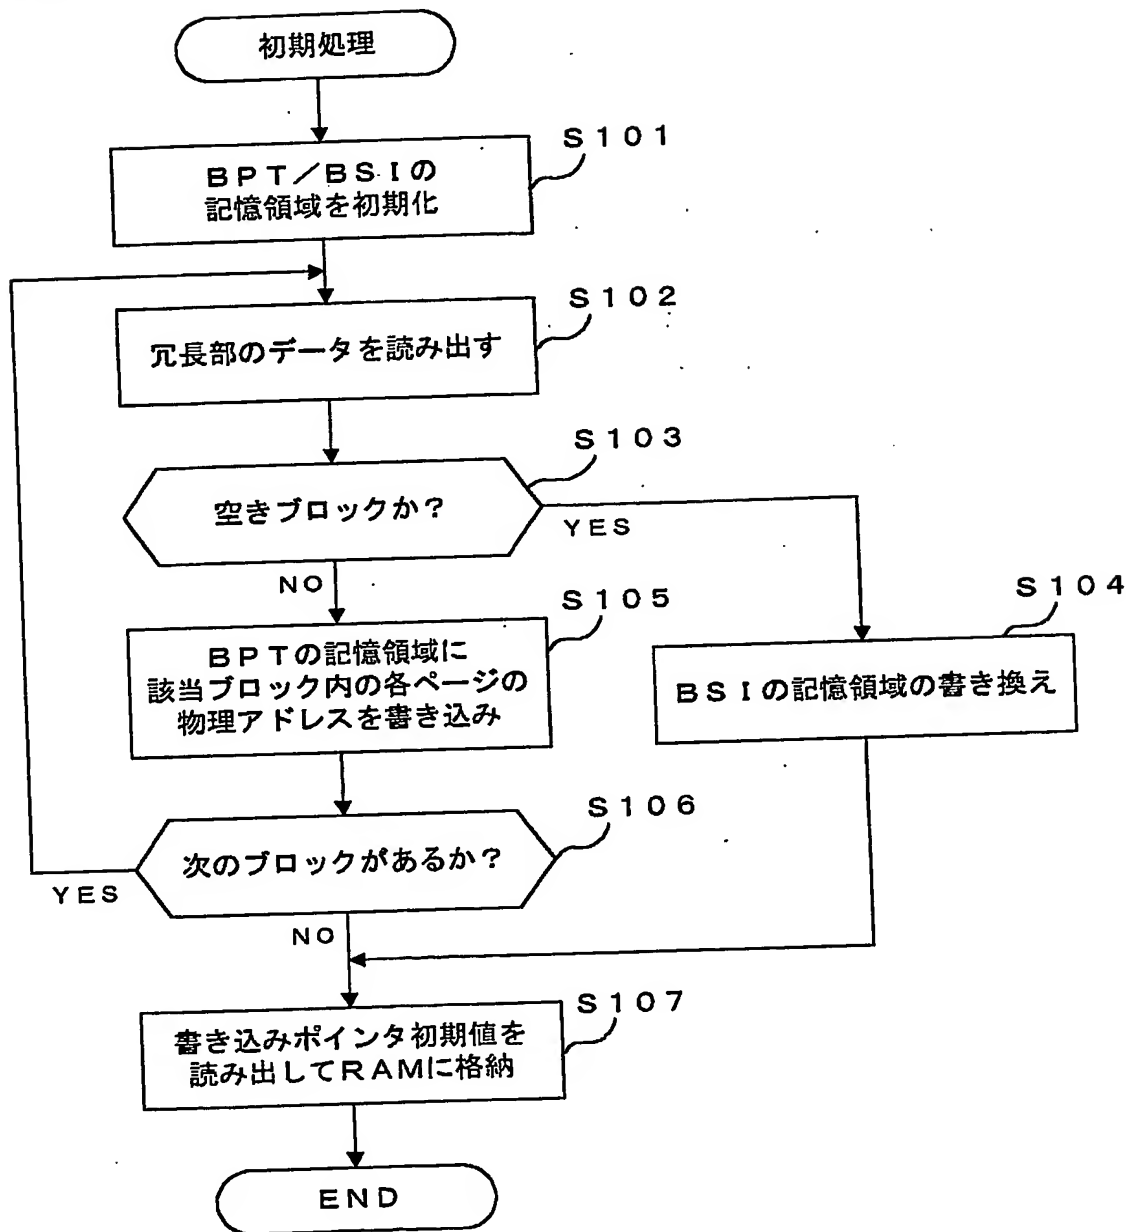 初期処理
S101
BPT/BSIの
記憶領域を初期化
S102
冗長部のデータを読み出す
S103
空きブロックか?
YES
NO
S104
S105
BPTの記憶領域に
該当ブロック内の各ページの
物理アドレスを書き込み
BSIの記憶領域の書き換え
S106
次のブロックがあるか?
YES
NO
S107
書き込みポインタ初期値を
読み出してRAMに格納
END